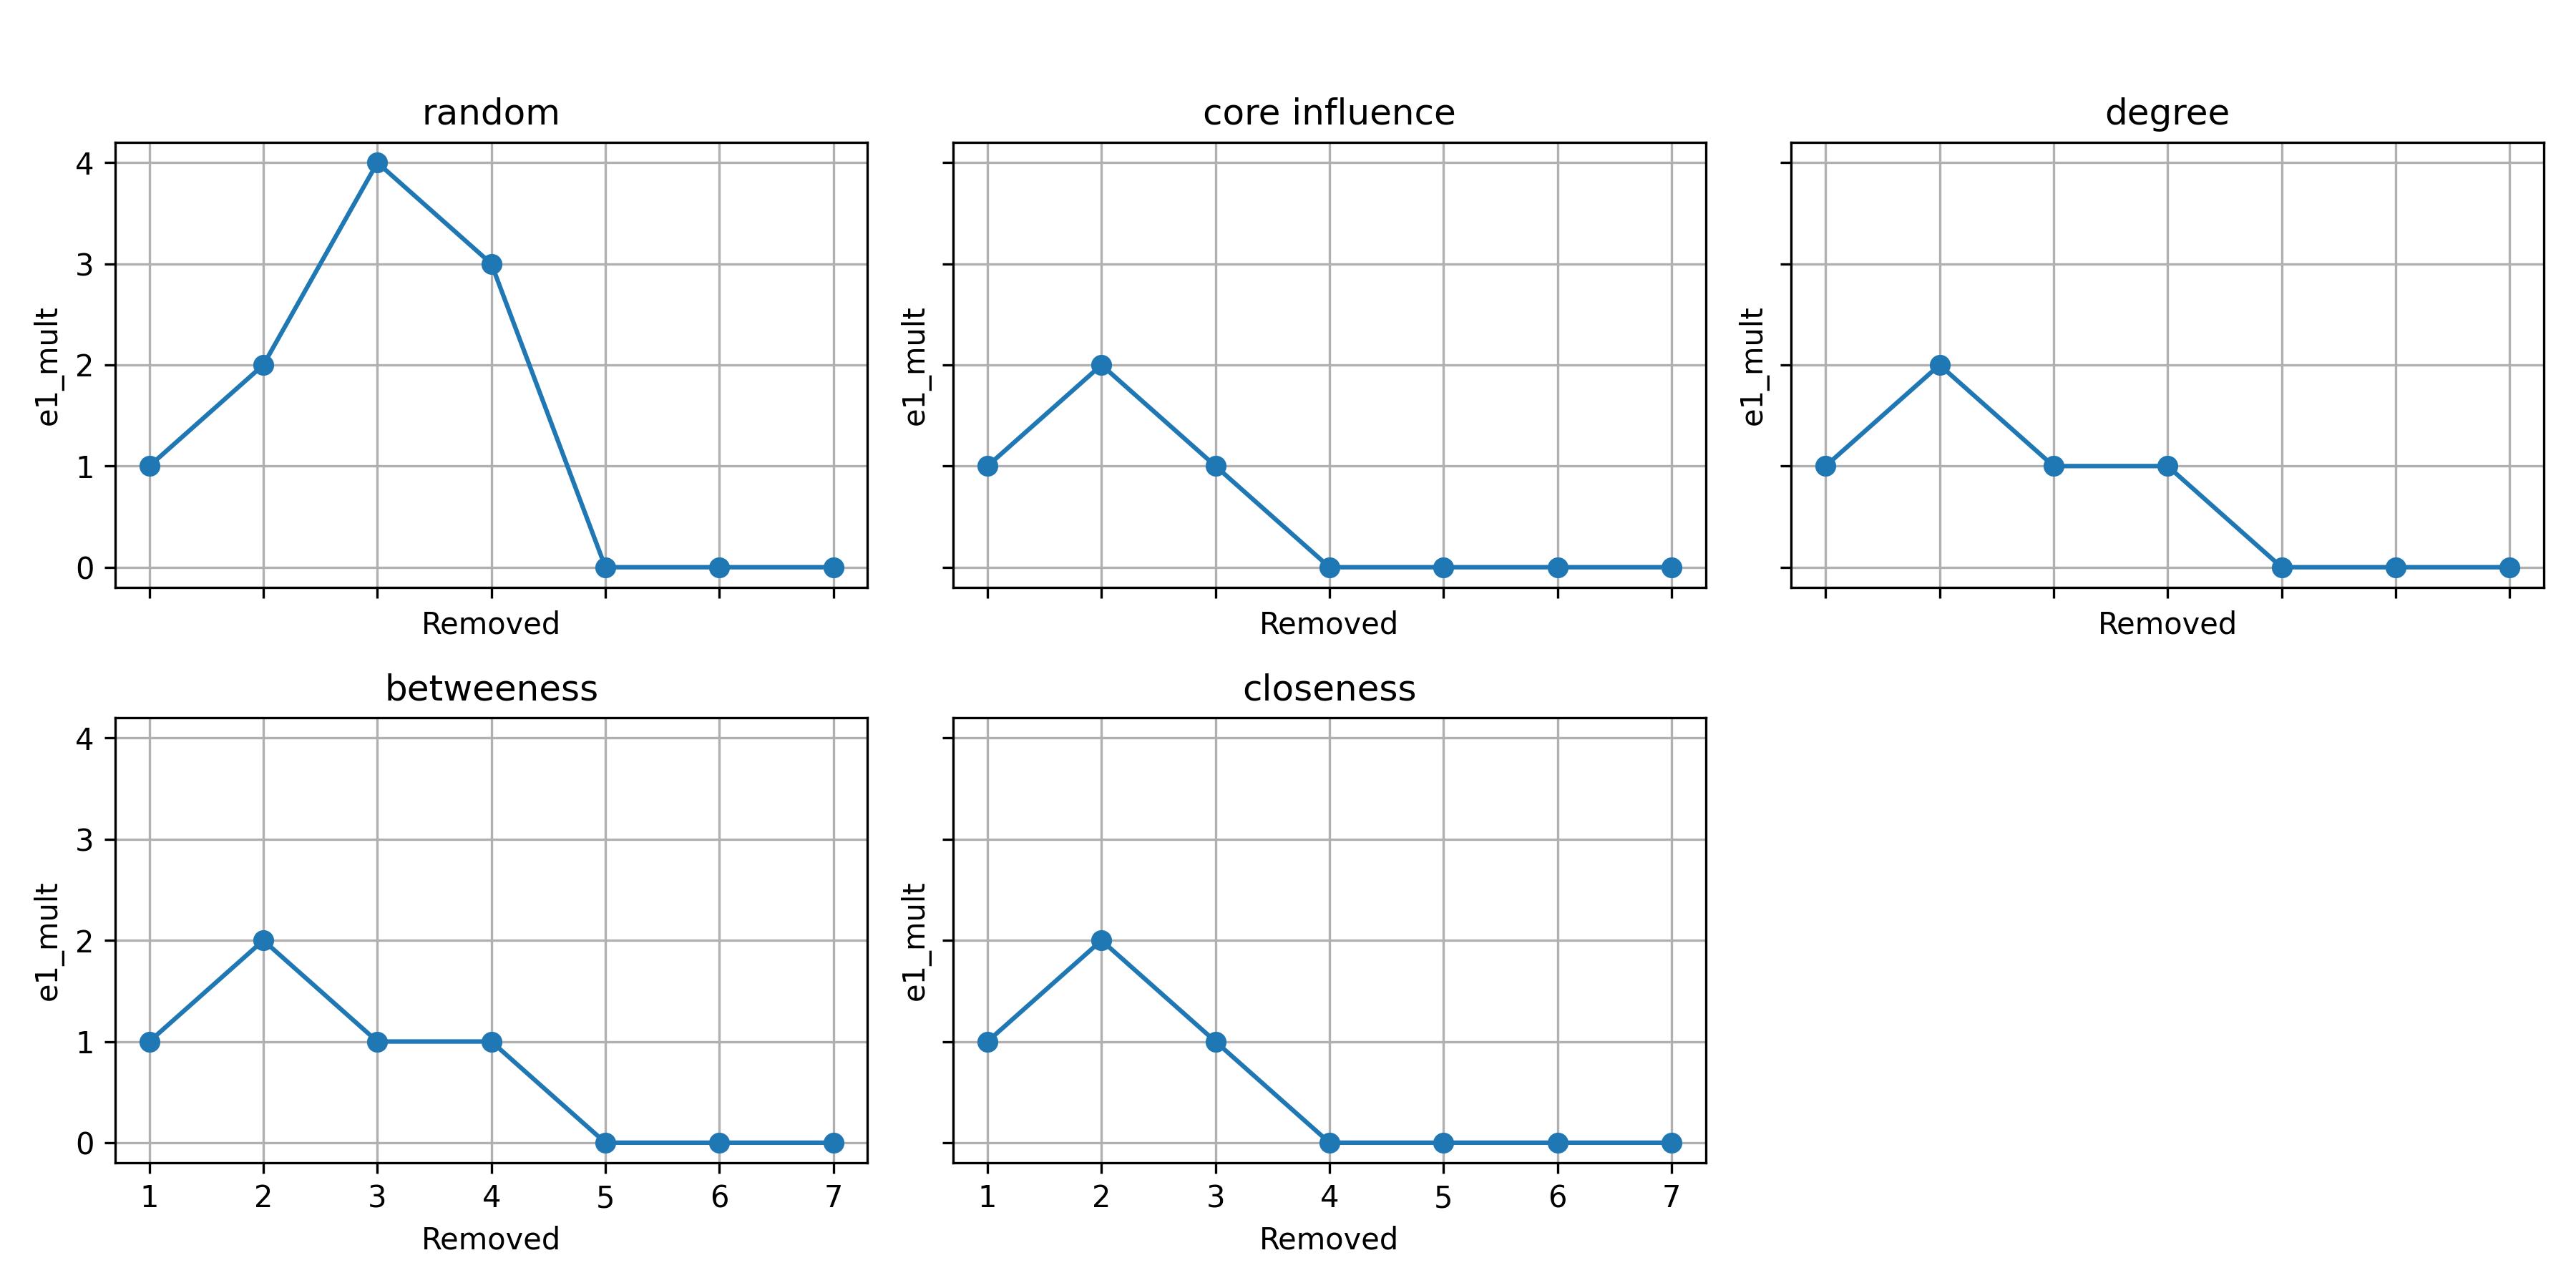 random
core influence
degree
4
3
2
1
0
e1_mult
e1_mult
e1_mult
Removed
Removed
Removed
betweeness
closeness
4
3
2
1
0
e1_mult
e1_mult
1 2 3 4 5 6 7
1 2 3 4 5 6 7
Removed
Removed